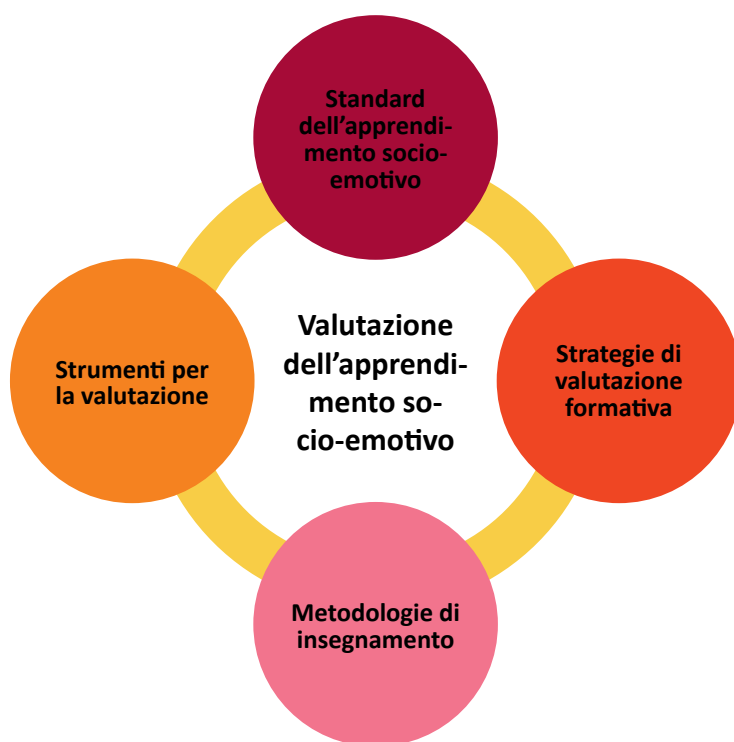 Standard
dell’apprendi-
mento socio-
emotivo
Valutazione
dell’apprendi-
mento so-
cio-emotivo
Strategie di
valutazione
formativa
Strumenti per
la valutazione
Metodologie di
insegnamento